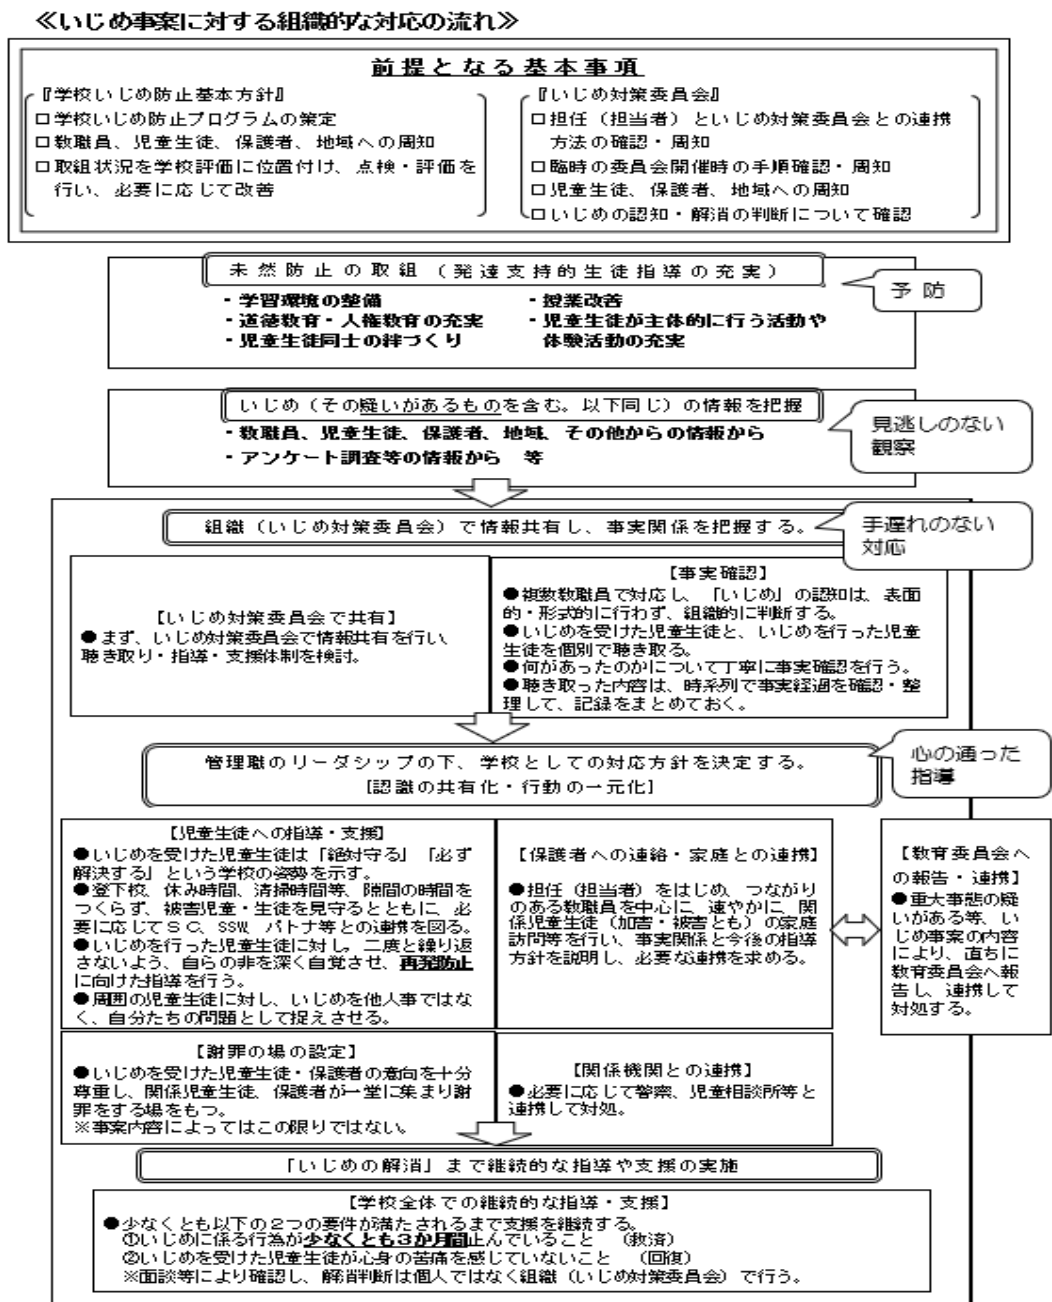 ≪いじめ事案に対する組織的な対応の流れ≫
前提となる基本事項
『学校いじめ防止基本方針』
□学校いじめ防止プログラムの策定
□教職員、児童生徒、保護者、地域への周知
□取組状況を学校評価に位置付け、点検・評価を
行い、必要に応じて改善
『いじめ対策委員会』
□担任（担当者）といじめ対策委員会との連携
方法の確認・周知
□臨時の委員会開催時の手順確認・周知
□児童生徒、保護者、地域への周知
□いじめの認知・解消の判断について確認
未然防止の取組（発達支持的生徒指導の充実）
予防
・学習環境の整備
・道徳教育・人権教育の充実
・児童生徒同士の絆づくり
・授業改善
・児童生徒が主体的に行う活動や
体験活動の充実
いじめ（その疑いがあるものを含む。以下同じ）の情報を把握
見逃しのない
観察
・教職員、児童生徒、保護者、地域、その他からの情報から
・アンケート調査等の情報から　等
組織（いじめ対策委員会）で情報共有し、事実関係を把握する。
手遅れのない
対応
【いじめ対策委員会で共有】
●まず、いじめ対策委員会で情報共有を行い、
聴き取り・指導・支援体制を検討。
【事実確認】
●複数教職員で対応し、「いじめ」の認知は、表面
的・形式的に行わず、組織的に判断する。
●いじめを受けた児童生徒と、いじめを行った児童
生徒を個別で聴き取る。
●何があったのかについて丁寧に事実確認を行う。
●聴き取った内容は、時系列で事実経過を確認・整
理して、記録をまとめておく。
管理職のリーダシップの下、学校としての対応方針を決定する。
[認識の共有化・行動の一元化]
心の通った
指導
【児童生徒への指導・支援】
●いじめを受けた児童生徒は「絶対守る」「必ず
解決する」という学校の姿勢を示す。
●登下校、休み時間、清掃時間等、隙間の時間を
つくらず、被害児童・生徒を見守るとともに、必
要に応じてＳＣ、SSW、パトナ等との連携を図る。
●いじめを行った児童生徒に対し。二度と繰り返
さないよう、自らの非を深く自覚させ、再発防止
に向けた指導を行う。
●周囲の児童生徒に対し、いじめを他人事ではな
く、自分たちの問題として捉えさせる。
【保護者への連絡・家庭との連携】
●担任（担当者）をはじめ、つながり
のある教職員を中心に、速やかに、関
係児童生徒（加害・被害とも）の家庭
訪問等を行い、事実関係と今後の指導
方針を説明し、必要な連携を求める。
【教育委員会へ
の報告・連携】
●重大事態の疑
いがある等、い
じめ事案の内容
により、直ちに
教育委員会へ報
告し、連携して
対処する。
【謝罪の場の設定】
●いじめを受けた児童生徒・保護者の意向を十分
尊重し、関係児童生徒、保護者が一堂に集まり謝
罪をする場をもつ。
※事案内容によってはこの限りではない。
【関係機関との連携】
●必要に応じて警察、児童相談所等と
連携して対処。
「いじめの解消」まで継続的な指導や支援の実施
【学校全体での継続的な指導・支援】
●少なくとも以下の２つの要件が満たされるまで支援を継続する。
①いじめに係る行為が少なくとも３か月間止んでいること　（救済）
②いじめを受けた児童生徒が心身の苦痛を感じていないこと　（回復）
※面談等により確認し、解消判断は個人ではなく組織（いじめ対策委員会）で行う。